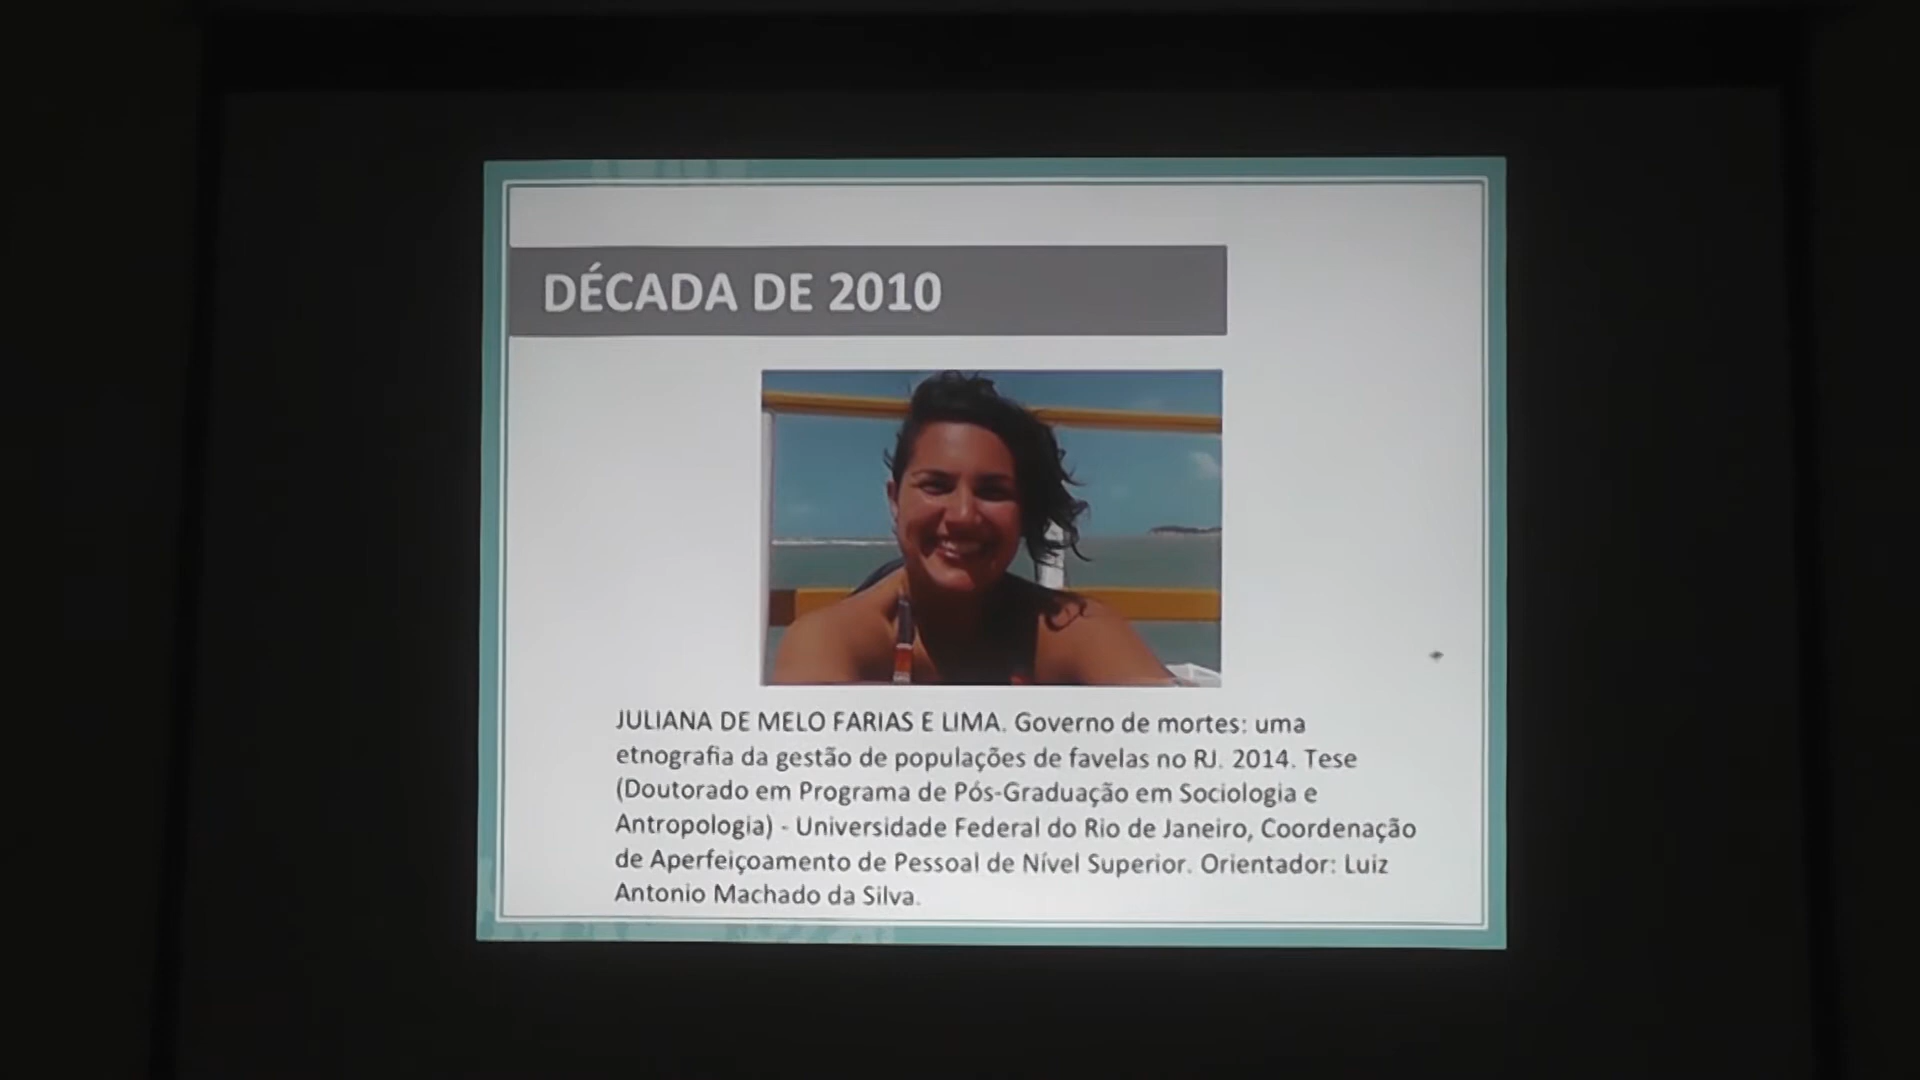 DÉCADA DE 2010
JULIANA DE MELO FARIAS E LIMA. Governo de mortes: uma
etnografia da gestão de populações de favelas no RJ. 2014. Tese
(Doutorado em Programa de Pós-Graduação em Sociologia e
Antropologia) - Universidade Federal do Rio de Janeiro, Coordenação
de Aperfeiçoamento de Pessoal de Nível Superior. Orientador: Luiz
Antonio Machado da Silva.